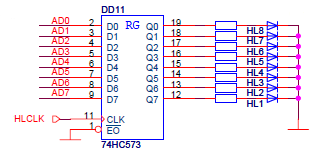 DD11
AD0 2 D0 RG Q0 19
AD1 3 D1 Q1 18 HL8
AD2 4 D2 Q2 17 HL7
AD3 5 D3 Q3 16 HL6
AD4 6 D4 Q4 15 HL5
AD5 7 D5 Q5 14 HL4
AD6 8 D6 Q6 13 HL3
AD7 9 D7 Q7 12 HL2
HL1
HLCLK 11 CLK
1 EO
74HC573